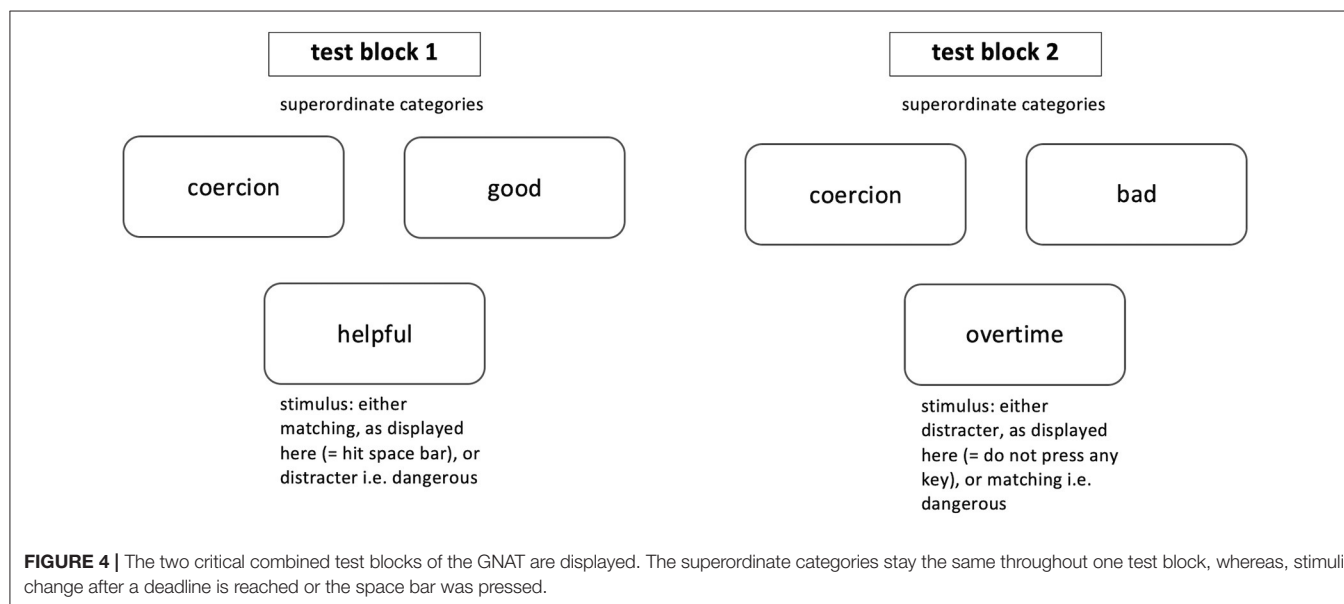 test block 1
superordinate categories
coercion
good
helpful
stimulus: either
matching, as displayed
here (= hit space bar), or
distracter i.e. dangerous
test block 2
superordinate categories
coercion
bad
overtime
stimulus: either
distracter, as displayed
here (= do not press any
key), or matching i.e.
dangerous
FIGURE 4 | The two critical combined test blocks of the GNAT are displayed. The superordinate categories stay the same throughout one test block, whereas, stimuli
change after a deadline is reached or the space bar was pressed.